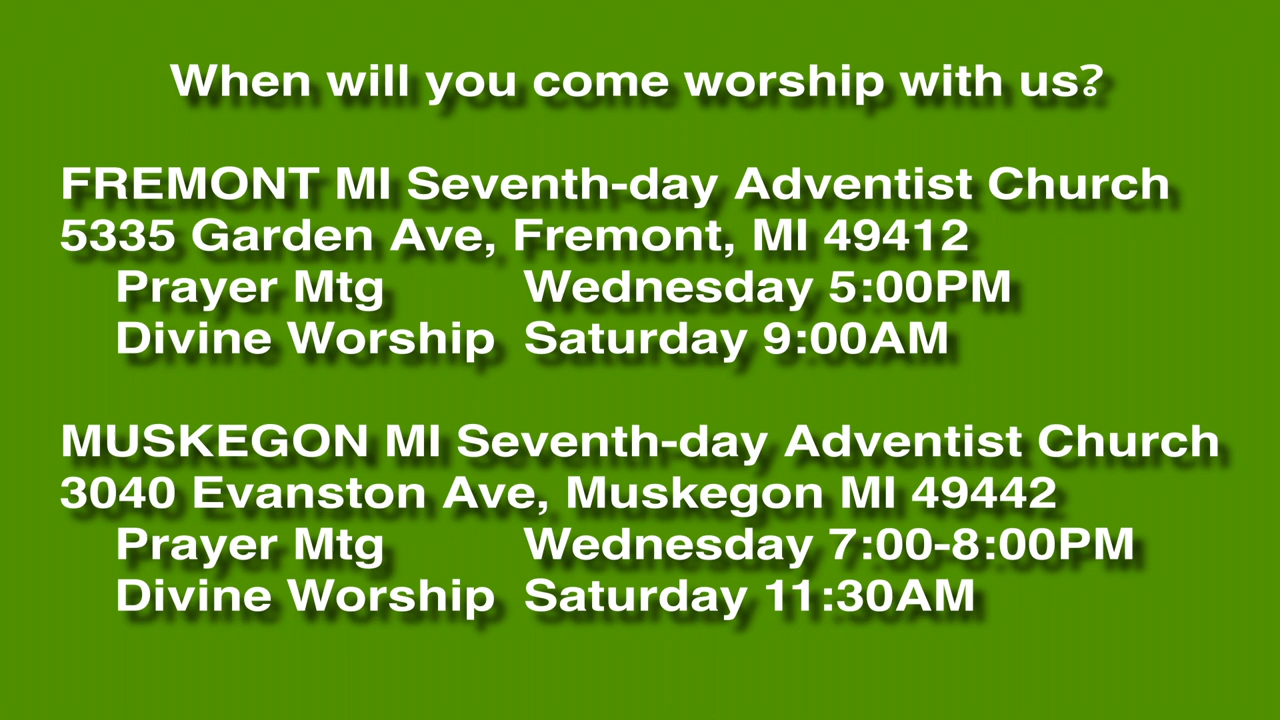 When will you come worship with us?
FREMONT MI Seventh-day Adventist Church
5335 Garden Ave, Fremont, MI 49412
Prayer Mtg Wednesday 5:00PM
Divine Worship Saturday 9:00AM
MUSKEGON MI Seventh-day Adventist Church
3040 Evanston Ave, Muskegon MI 49442
Prayer Mtg Wednesday 7:00-8:00PM
Divine Worship Saturday 11:30AM